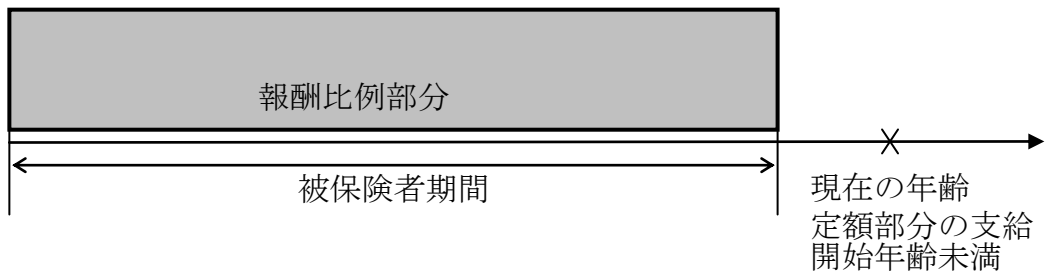 報酬比例部分
被保険者期間
現在の年齢
定額部分の支給
開始年齢未満